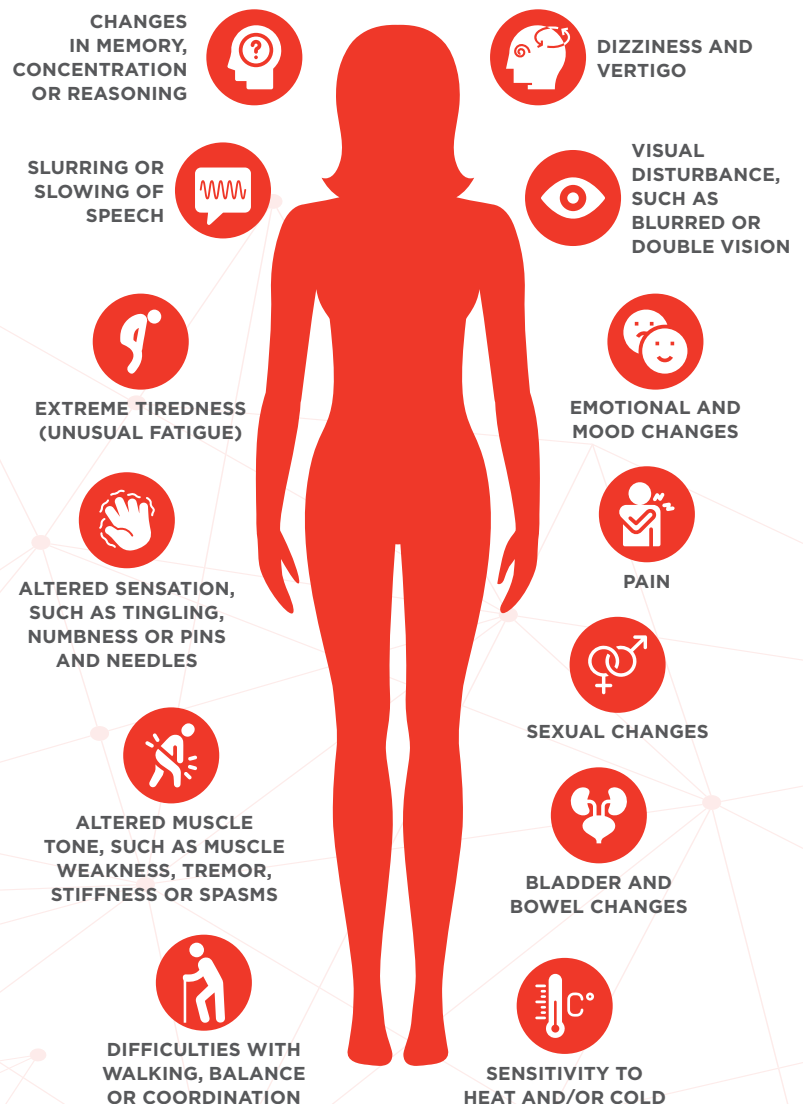 CHANGES
IN MEMORY,
CONCENTRATION
OR REASONING
DIZZINESS AND
VERTIGO
SLURRING OR
SLOWING OF
SPEECH
VISUAL
DISTURBANCE,
SUCH AS
BLURRED OR
DOUBLE VISION
EXTREME TIREDNESS
(UNUSUAL FATIGUE)
EMOTIONAL AND
MOOD CHANGES
ALTERED SENSATION,
SUCH AS TINGLING,
NUMBNESS OR PINS
AND NEEDLES
PAIN
SEXUAL CHANGES
ALTERED MUSCLE
TONE, SUCH AS MUSCLE
WEAKNESS, TREMOR,
STIFFNESS OR SPASMS
BLADDER AND
BOWEL CHANGES
DIFFICULTIES WITH
WALKING, BALANCE
OR COORDINATION
C°
SENSITIVITY TO
HEAT AND/OR COLD